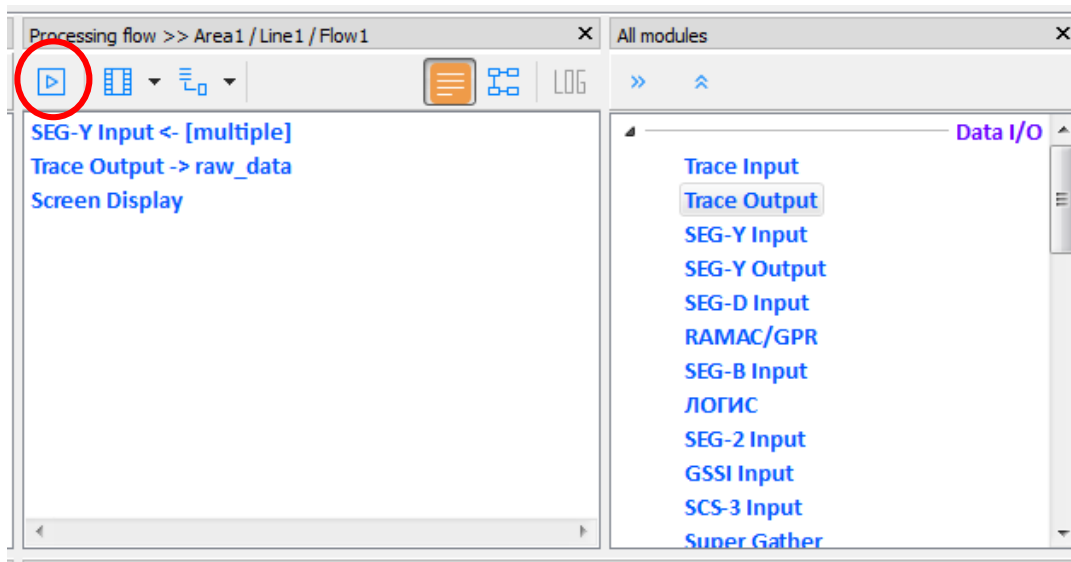 Processing flow >> Area1 / Line1 / Flow1
LOG
SEG-Y Input <- [multiple]
Trace Output -> raw_data
Screen Display
All modules
Data I/O
Trace Input
Trace Output
SEG-Y Input
SEG-Y Output
SEG-D Input
RAMAC/GPR
SEG-B Input
ЛОГИС
SEG-2 Input
GSSI Input
SCS-3 Input
Super Gather